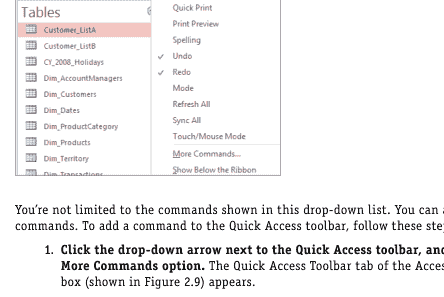 Tables
Customer_ListA
Customer_ListB
CY_2008_Holidays
Dim_AccountManagers
Dim_Customers
Dim_Dates
Dim_ProductCategory
Dim_Products
Dim_Territory
Dim_Transactions
Quick Print
Print Preview
Spelling
Undo
Redo
Mode
Refresh All
Sync All
Touch/Mouse Mode
More Commands...
Show Below the Ribbon
You're not limited to the commands shown in this drop-down list. You can
commands. To add a command to the Quick Access toolbar, follow these ste
1. Click the drop-down arrow next to the Quick Access toolbar, and
More Commands option. The Quick Access Toolbar tab of the Acces
box (shown in Figure 2.9) appears.